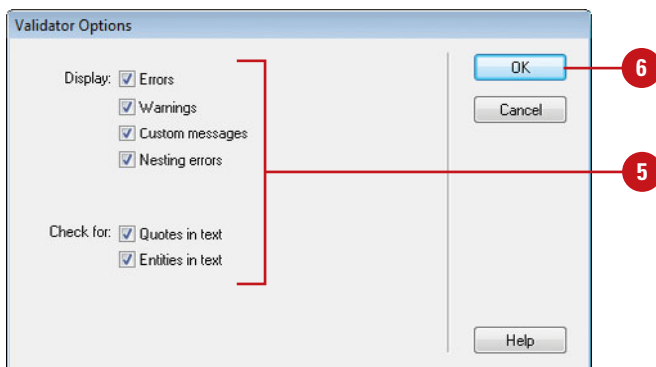 Validator Options
Display: Errors
Warnings
Custom messages
Nesting errors
Check for: Quotes in text
Entities in text
OK
Cancel
Help
6
5